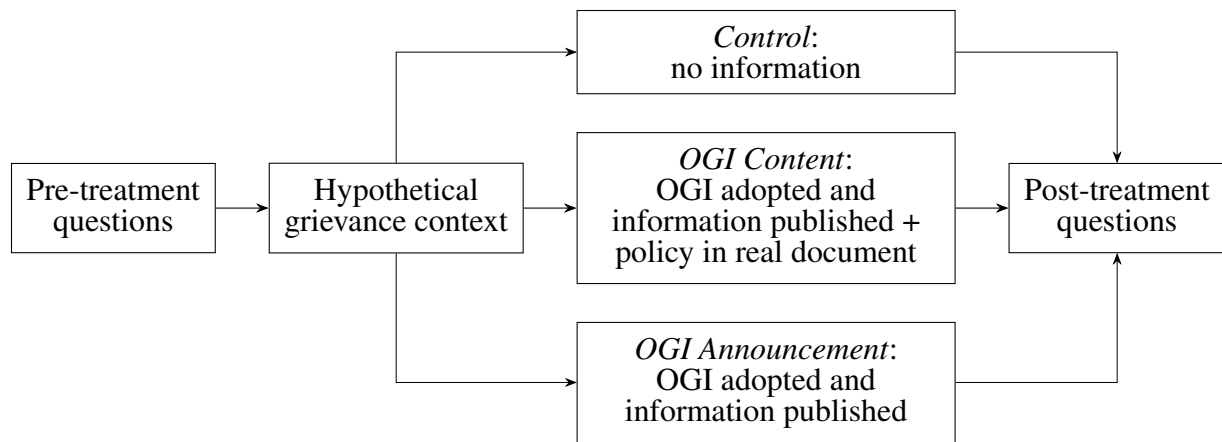 Control:
no information
Pre-treatment
questions
Hypothetical
grievance context
OGI Content:
OGI adopted and
information published +
policy in real document
Post-treatment
questions
OGI Announcement:
OGI adopted and
information published